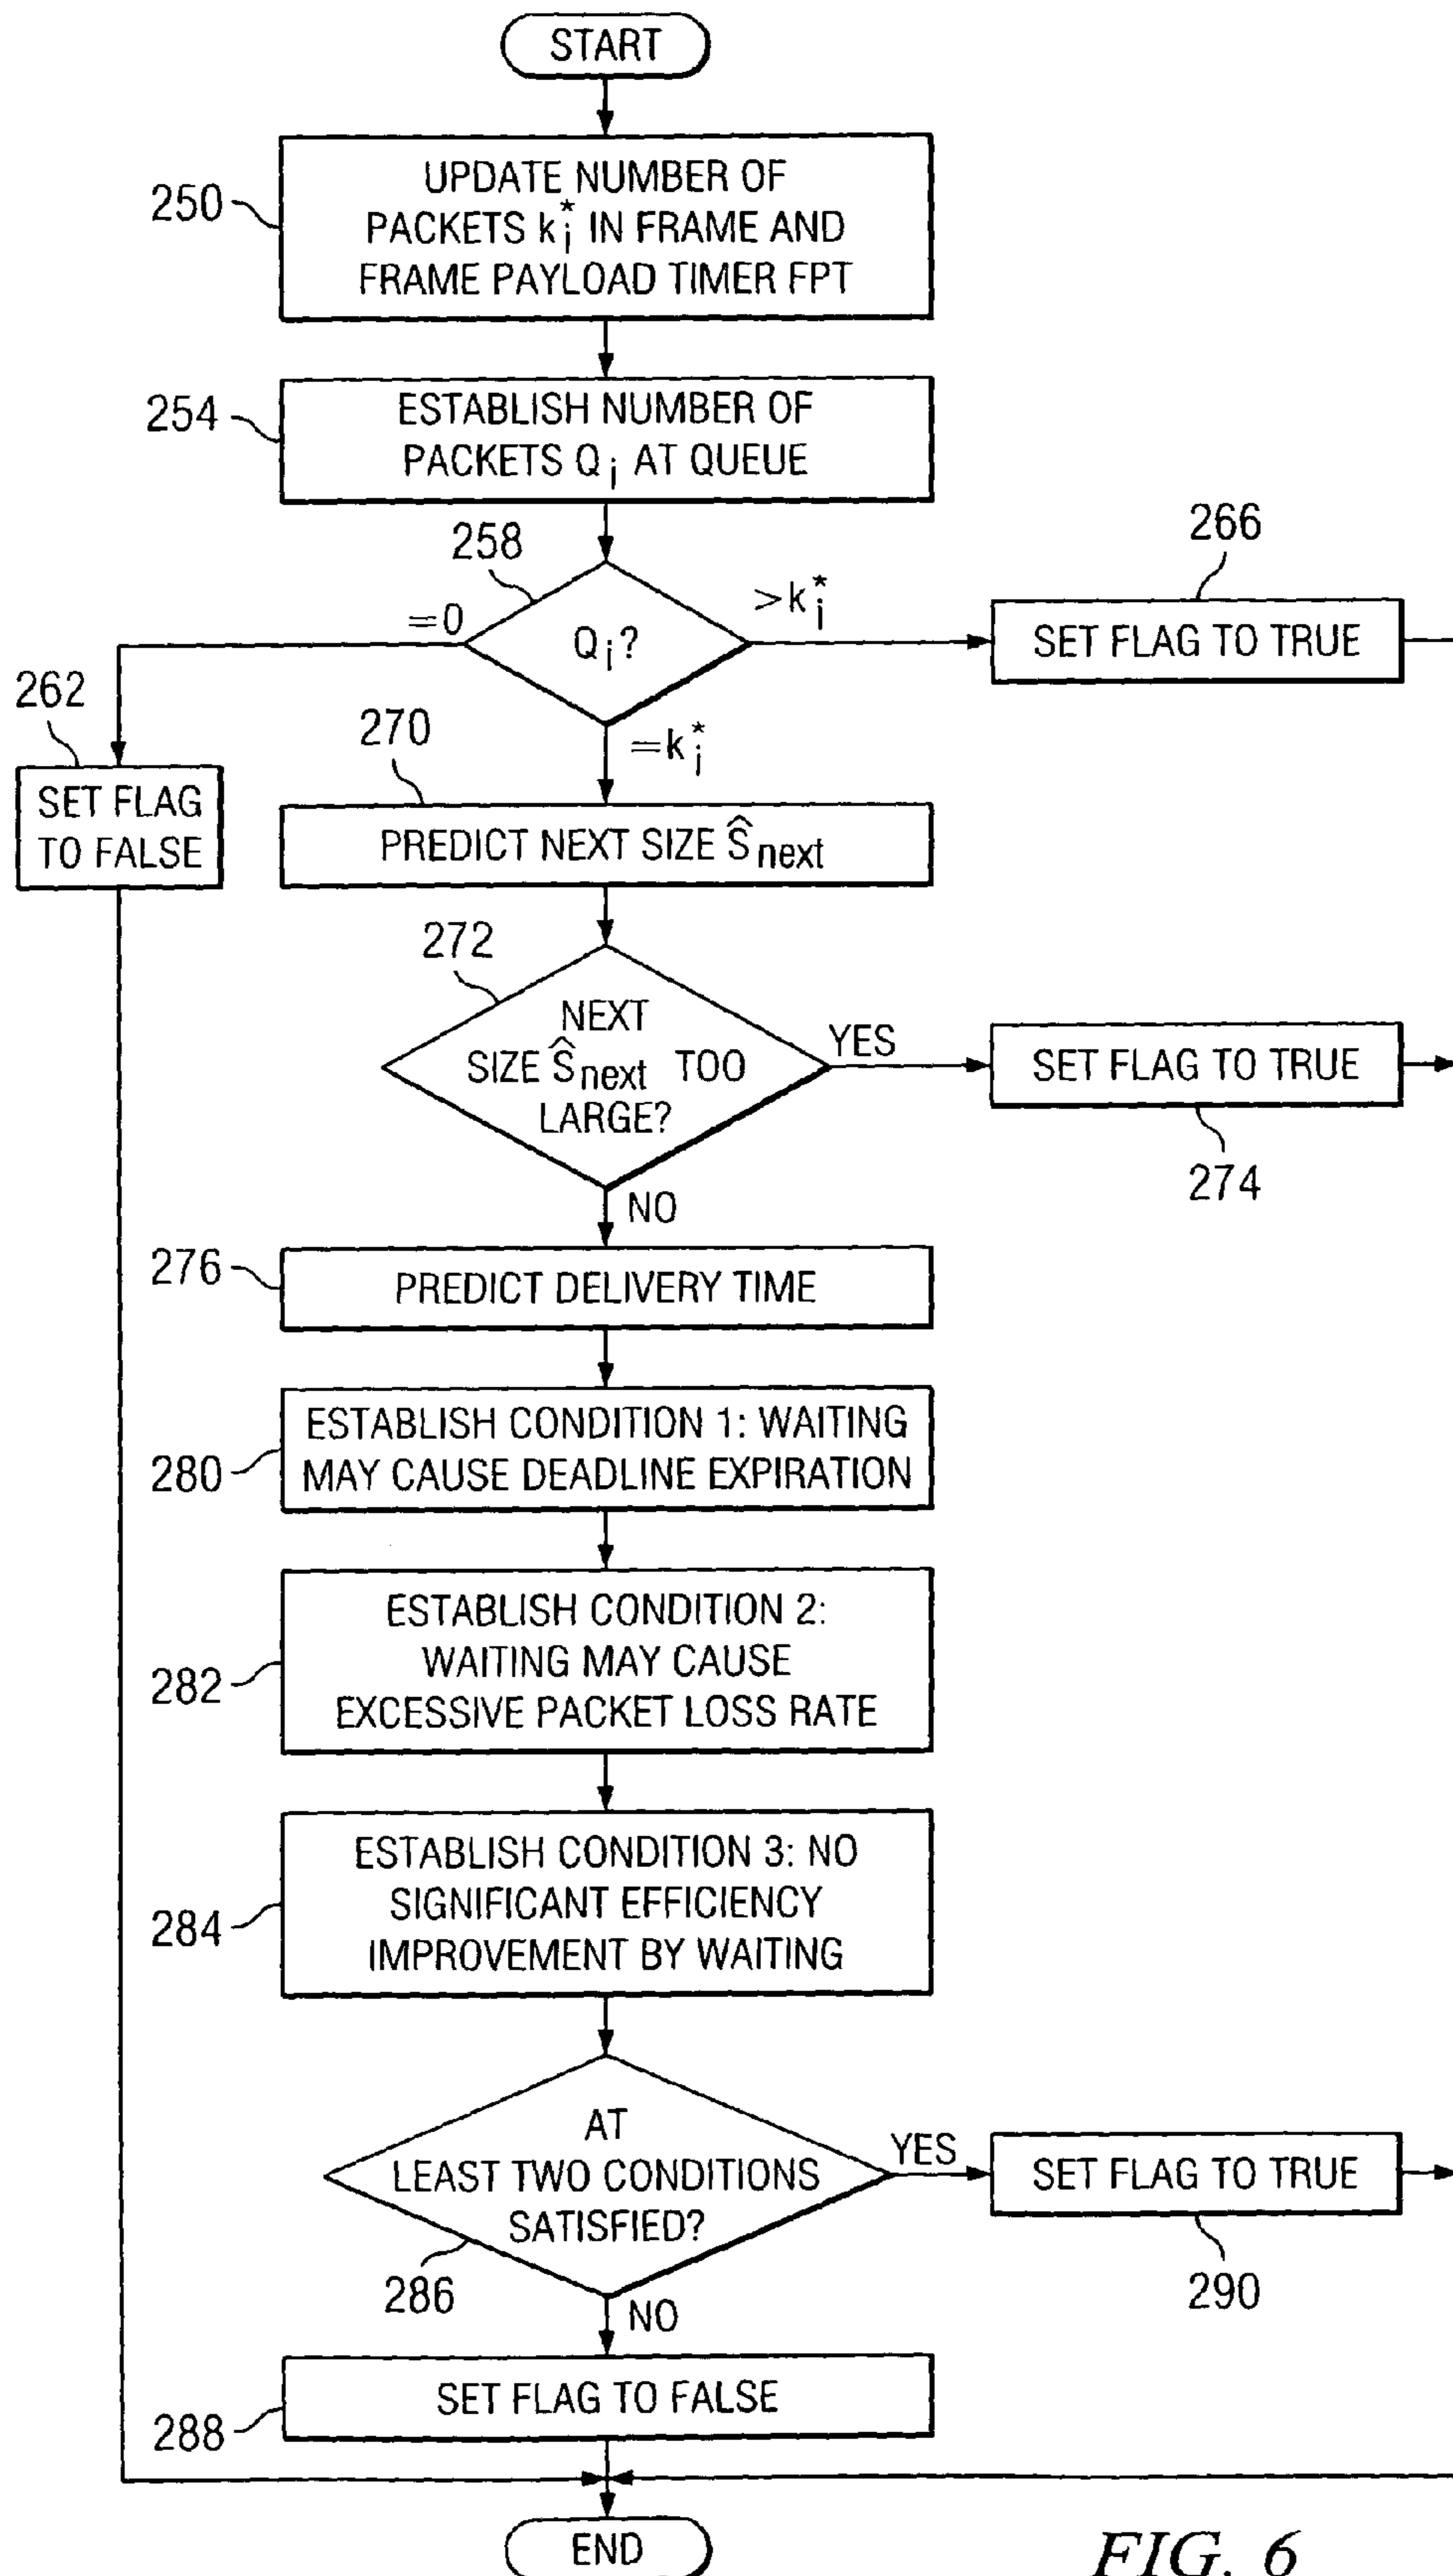 START
250
UPDATE NUMBER OF
PACKETS k*i IN FRAME AND
FRAME PAYLOAD TIMER FPT
254
ESTABLISH NUMBER OF
PACKETS Qi AT QUEUE
258
=0
Qi?
>k*i
266
SET FLAG TO TRUE
262
SET FLAG
TO FALSE
=k*i
270
PREDICT NEXT SIZE Ŝnext
272
NEXT
SIZE Ŝnext TOO
LARGE?
YES
SET FLAG TO TRUE
274
NO
276
PREDICT DELIVERY TIME
280
ESTABLISH CONDITION 1: WAITING
MAY CAUSE DEADLINE EXPIRATION
282
ESTABLISH CONDITION 2:
WAITING MAY CAUSE
EXCESSIVE PACKET LOSS RATE
284
ESTABLISH CONDITION 3: NO
SIGNIFICANT EFFICIENCY
IMPROVEMENT BY WAITING
AT
LEAST TWO CONDITIONS
SATISFIED?
286
YES
SET FLAG TO TRUE
290
NO
288
SET FLAG TO FALSE
END
FIG. 6